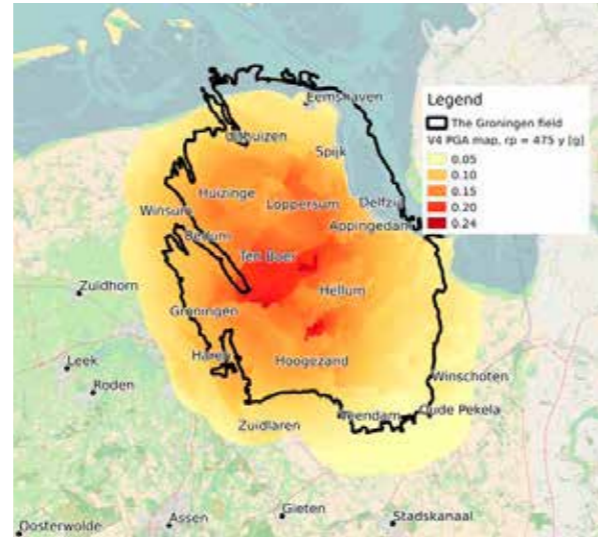 Eemshaven
Legend
The Groningen field
V4 PGA map, rp = 475 y [g]
0.05
0.10
0.15
0.20
0.24
Spijk
Huizinge
Loppersum
Delfzijl
Winsum
Appingedam
Bedum
Ten Boer
Zuidhorn
Hellum
Groningen
Haren
Hoogezand
Leek
Roden
Winschoten
Veendam
Oude Pekela
Zuidlaren
Gieten
Assen
Stadskanaal
Oosterwolde